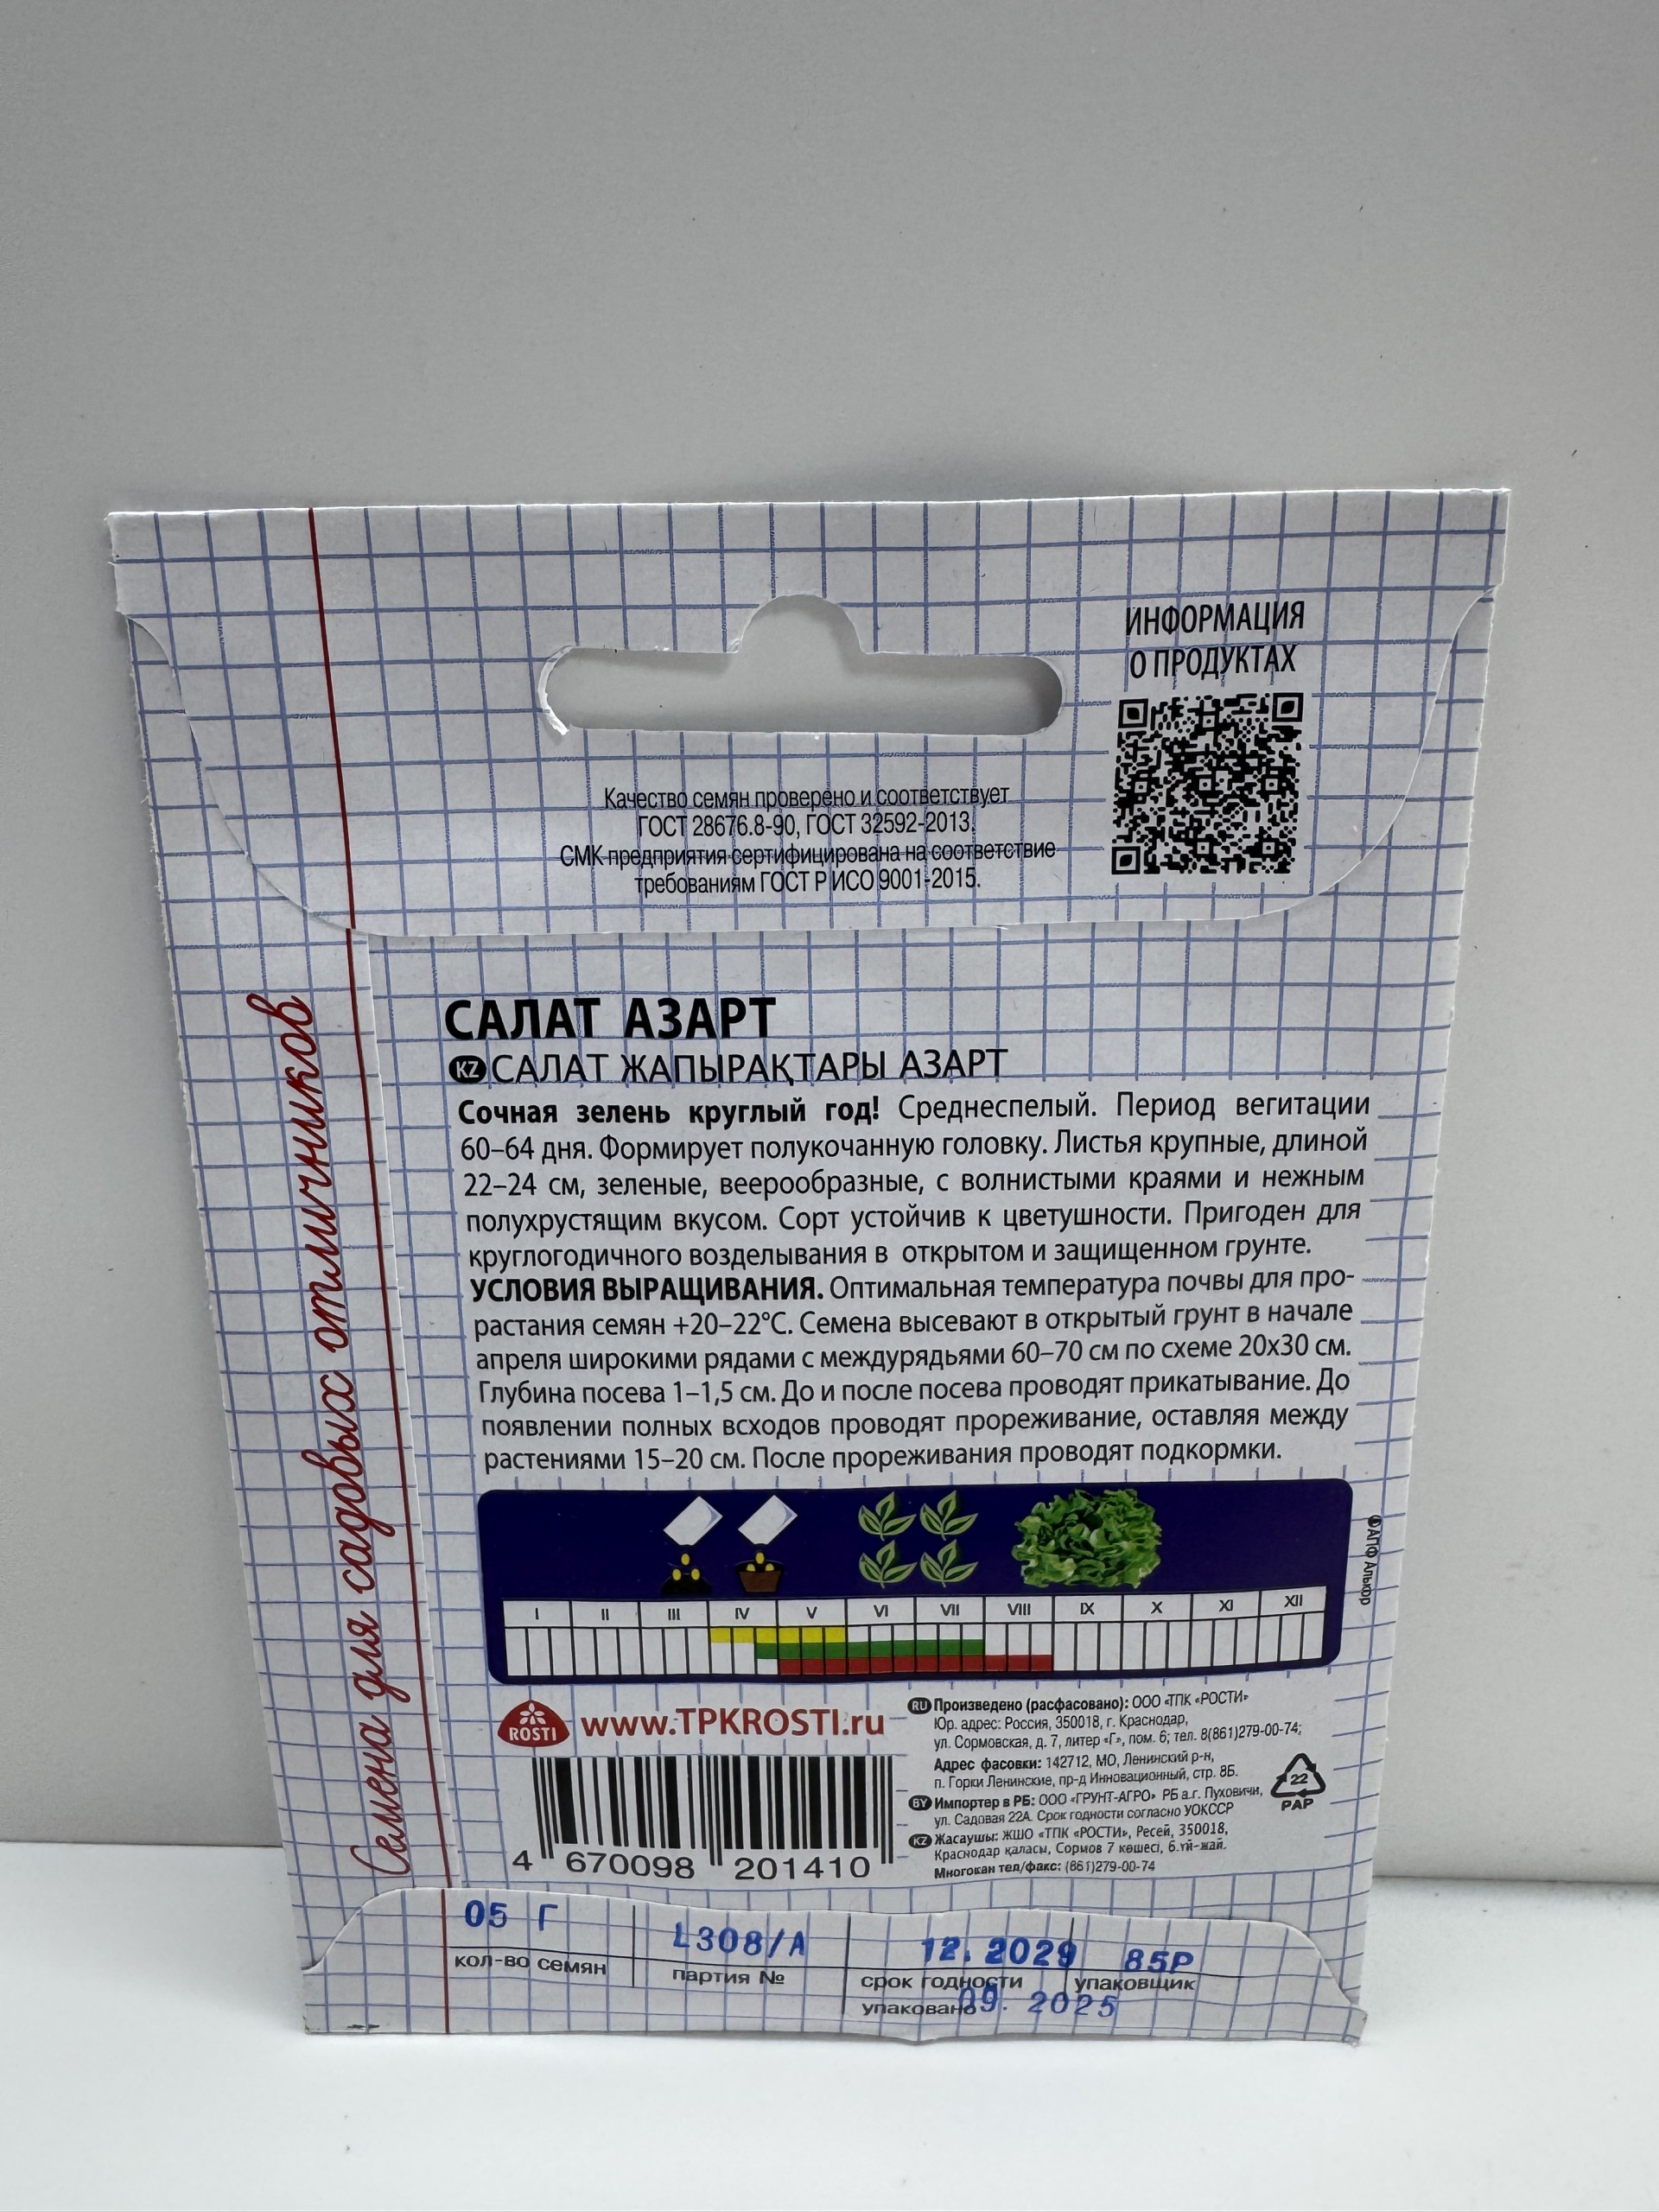 ИНФОРМАЦИЯ
О ПРОДУКТАХ
Качество семян проверено и соответствует
ГОСТ 28676.8-90, ГОСТ 32592-2013.
СМК предприятия сертифицирована на соответствие
требованиям ГОСТ Р ИСО 9001-2015.
Семена для садовых отличников
САЛАТ АЗАРТ
KZ САЛАТ ЖАПЫРАҚТАРЫ АЗАРТ
Сочная зелень круглый год! Среднеспелый. Период вегитации
60–64 дня. Формирует полукочанную головку. Листья крупные, длиной
22–24 см, зеленые, веерообразные, с волнистыми краями и нежным
полухрустящим вкусом. Сорт устойчив к цветушности. Пригоден для
круглогодичного возделывания в открытом и защищенном грунте.
УСЛОВИЯ ВЫРАЩИВАНИЯ. Оптимальная температура почвы для про-
растания семян +20–22°С. Семена высевают в открытый грунт в начале
апреля широкими рядами с междурядьями 60–70 см по схеме 20х30 см.
Глубина посева 1–1,5 см. До и после посева проводят прикатывание. До
появлении полных всходов проводят прореживание, оставляя между
растениями 15–20 см. После прореживания проводят подкормки.
I II III IV V VI VII VIII IX X XI XII
АПФ Алькор
ROSTI www.TPKROSTI.ru
RU Произведено (расфасовано): ООО «ТПК «РОСТИ»
Юр. адрес: Россия, 350018, г. Краснодар,
ул. Сормовская, д. 7, литер «Г», пом. 6; тел. 8(861)279-00-74;
Адрес фасовки: 142712, МО, Ленинский р-н,
п. Горки Ленинские, пр-д Инновационный, стр. 8Б.
BY Импортер в РБ: ООО «ГРУНТ-АГРО» РБ а.г. Пуховичи,
ул. Садовая 22А. Срок годности согласно УОКССР
KZ Жасаушы: ЖШО «ТПК «РОСТИ», Ресей, 350018,
Краснодар қаласы, Сормов 7 көшесі, 6.үй-жай.
Многокан тел/факс: (861)279-00-74
22
PAP
4 670098 201410
05 Г L308/A 12.2029 85Р
кол-во семян партия № срок годности упаковщик
упаковано 09.2025